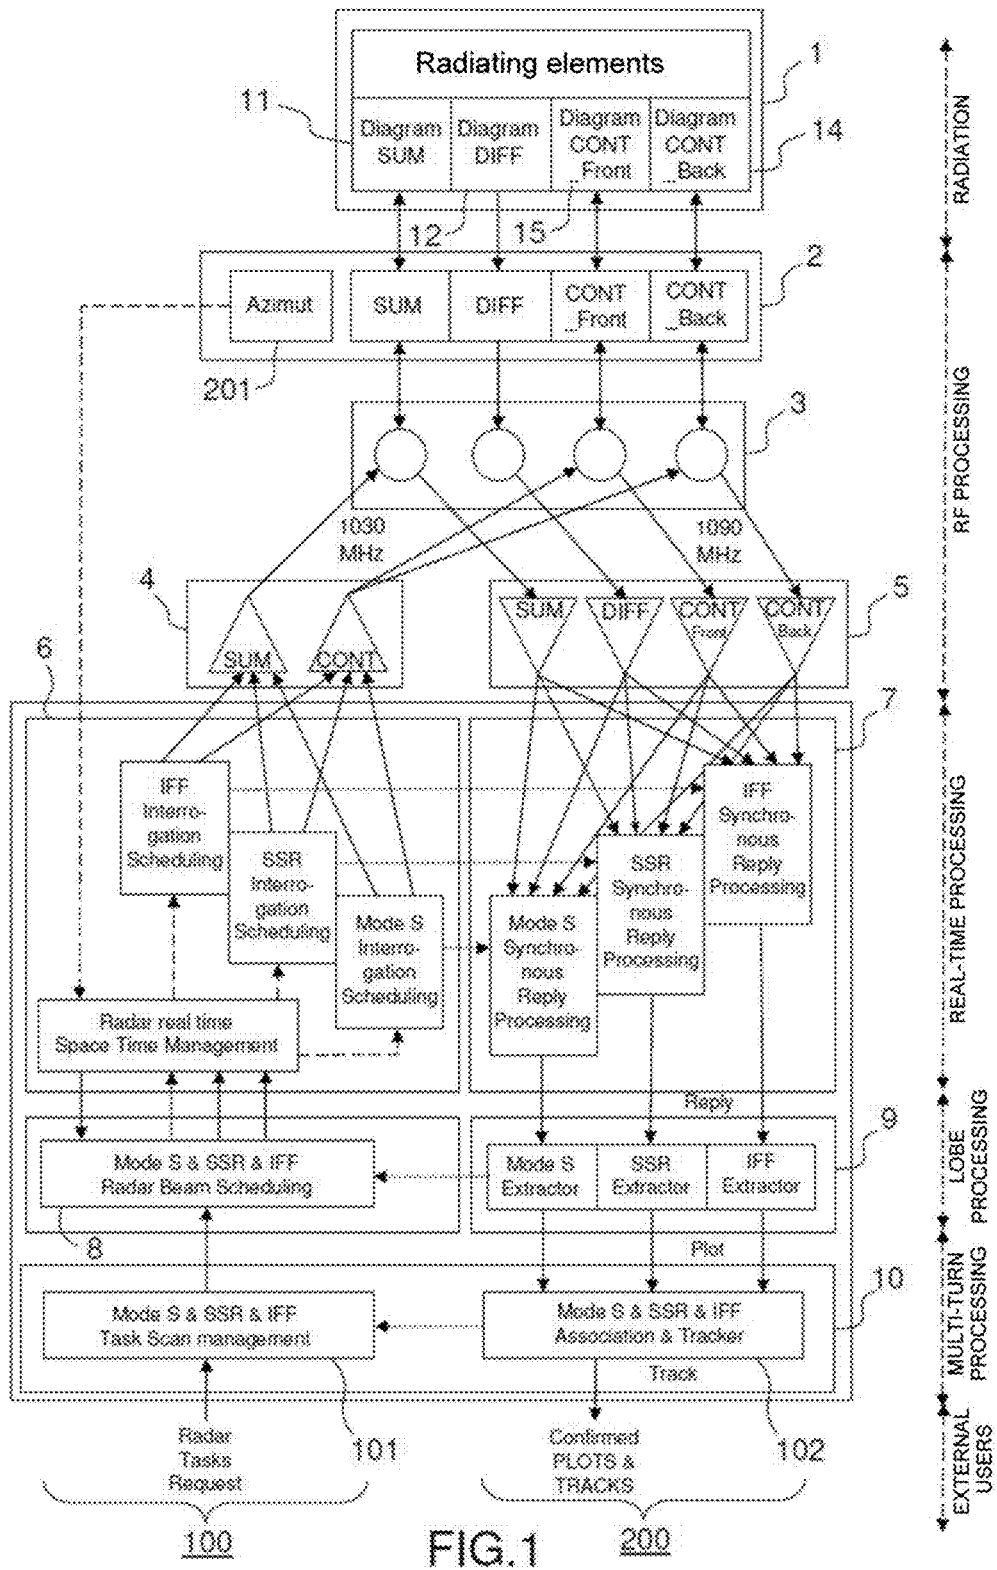 Radiating elements
1
11
Diagram
SUM
Diagram
DIFF
Diagram
CONT
_Front
Diagram
CONT
_Back
14
12
15
RADIATION
2
Azimut
SUM
DIFF
CONT
_Front
CONT
_Back
201
3
RF PROCESSING
1030
MHz
1090
MHz
4
SUM
CONT
SUM
DIFF
CONT
Front
CONT
Back
5
6
7
IFF
Interro-
gation
Scheduling
SSR
Interro-
gation
Scheduling
Mode S
Interro-
gation
Scheduling
IFF
Synchro-
nous
Reply
Processing
SSR
Synchro-
nous
Reply
Processing
Mode S
Synchro-
nous
Reply
Processing
REAL-TIME PROCESSING
Radar real time
Space Time Management
Reply
9
Mode S & SSR & IFF
Radar Beam Scheduling
8
Mode S
Extractor
SSR
Extractor
IFF
Extractor
LOBE
PROCESSING
Plot
10
Mode S & SSR & IFF
Task Scan management
Mode S & SSR & IFF
Association & Tracker
Track
MULTI-TURN
PROCESSING
101
102
Radar
Tasks
Request
Confirmed
PLOTS &
TRACKS
EXTERNAL
USERS
100
200
FIG.1